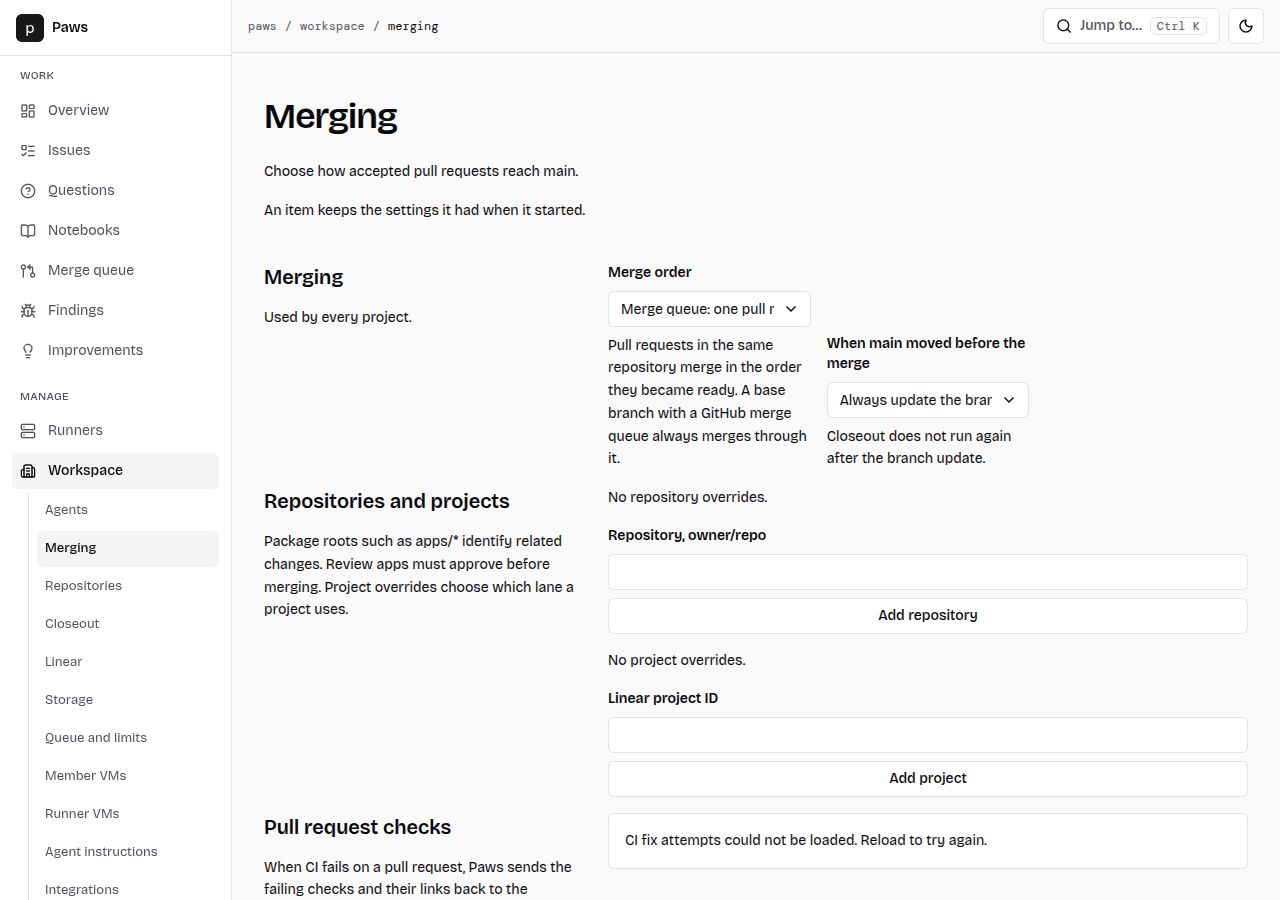 p Paws
paws / workspace / merging
Jump to... Ctrl K
WORK
Overview
Issues
Questions
Notebooks
Merge queue
Findings
Improvements
MANAGE
Runners
Workspace
Agents
Merging
Repositories
Closeout
Linear
Storage
Queue and limits
Member VMs
Runner VMs
Agent instructions
Integrations
Merging
Choose how accepted pull requests reach main.
An item keeps the settings it had when it started.
Merging
Used by every project.
Merge order
Merge queue: one pull r
Pull requests in the same
repository merge in the order
they became ready. A base
branch with a GitHub merge
queue always merges through
it.
When main moved before the
merge
Always update the brar
Closeout does not run again
after the branch update.
Repositories and projects
Package roots such as apps/* identify related
changes. Review apps must approve before
merging. Project overrides choose which lane a
project uses.
No repository overrides.
Repository, owner/repo
Add repository
No project overrides.
Linear project ID
Add project
Pull request checks
When CI fails on a pull request, Paws sends the
failing checks and their links back to the
CI fix attempts could not be loaded. Reload to try again.